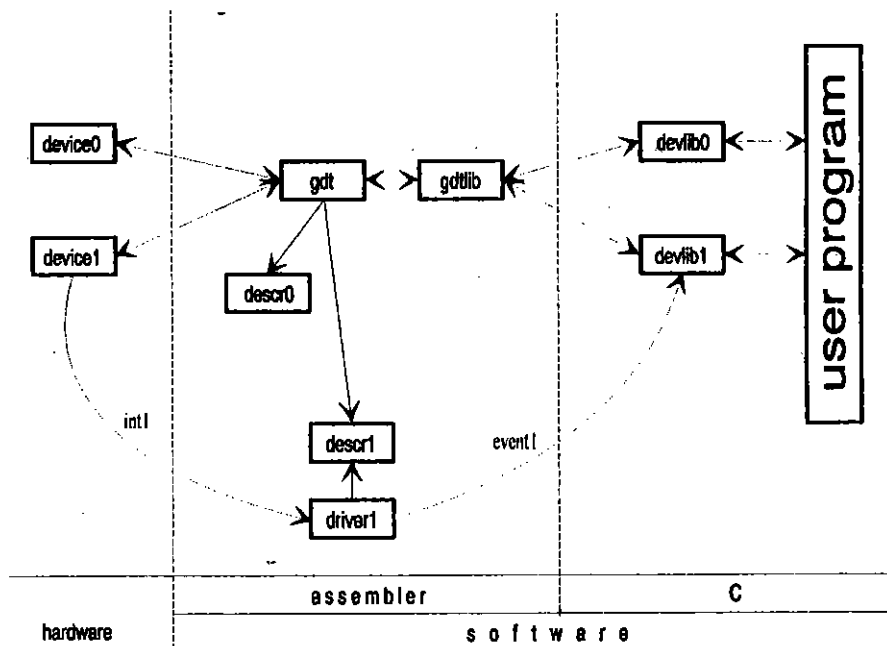 device0
devlib0
gdt
gdtlib
device1
devlib1
descr0
user program
int1
event1
descr1
driver1
assembler
C
hardware
software